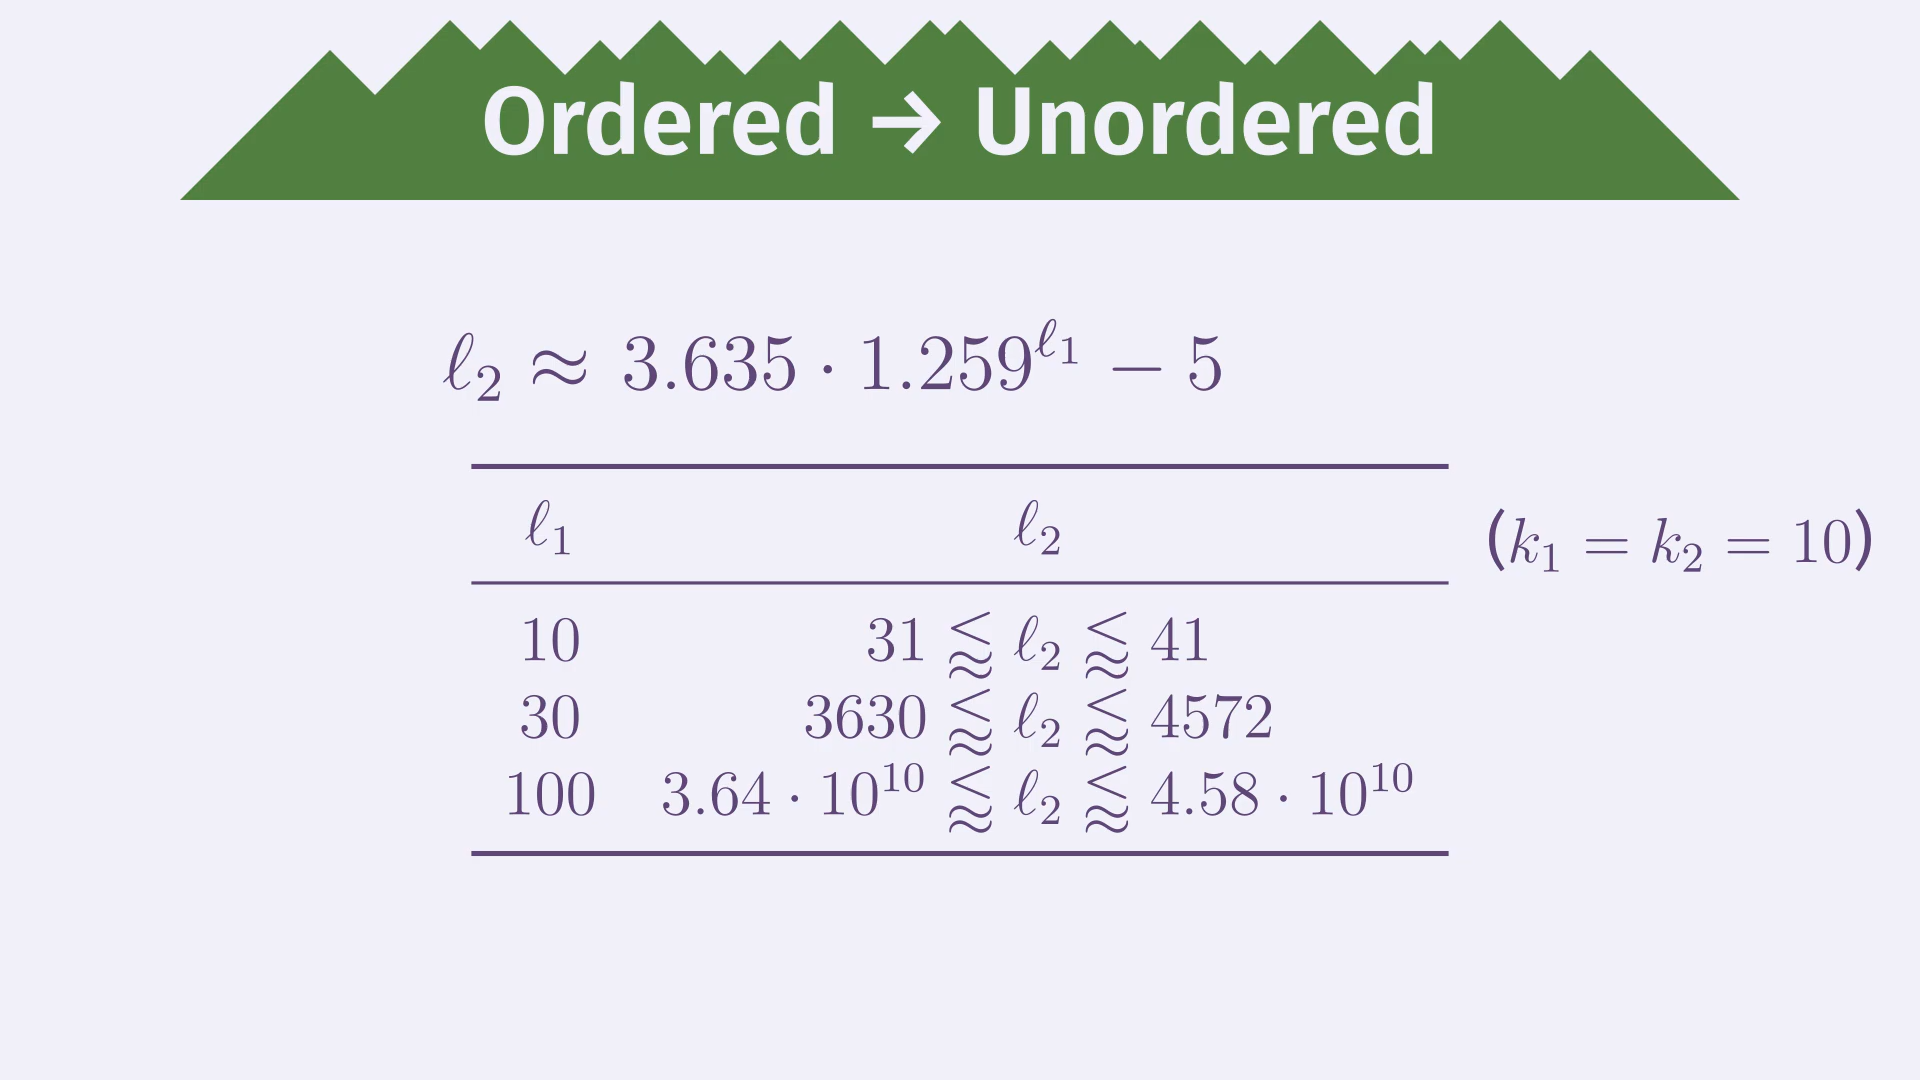 Ordered → Unordered
ℓ₂ ≈ 3.635 · 1.259^ℓ₁ − 5
ℓ₁ ℓ₂
(k₁ = k₂ = 10)
10 31 ⪅ ℓ₂ ⪅ 41
30 3630 ⪅ ℓ₂ ⪅ 4572
100 3.64 · 10¹⁰ ⪅ ℓ₂ ⪅ 4.58 · 10¹⁰